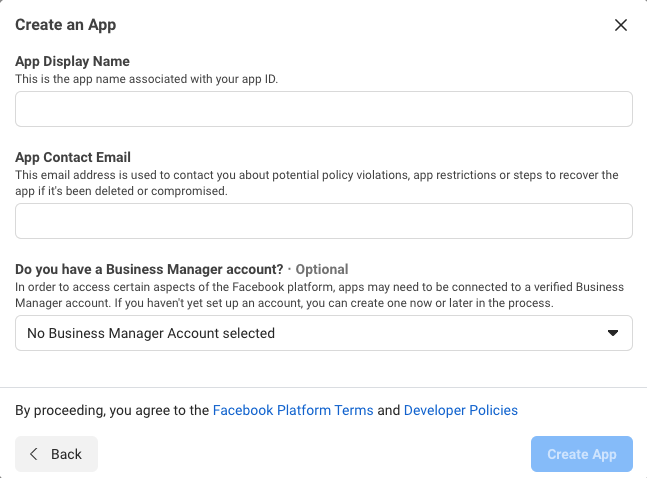 Create an App
App Display Name
This is the app name associated with your app ID.
App Contact Email
This email address is used to contact you about potential policy violations, app restrictions or steps to recover the
app if it's been deleted or compromised.
Do you have a Business Manager account? · Optional
In order to access certain aspects of the Facebook platform, apps may need to be connected to a verified Business
Manager account. If you haven't yet set up an account, you can create one now or later in the process.
No Business Manager Account selected
By proceeding, you agree to the Facebook Platform Terms and Developer Policies
Back
Create App